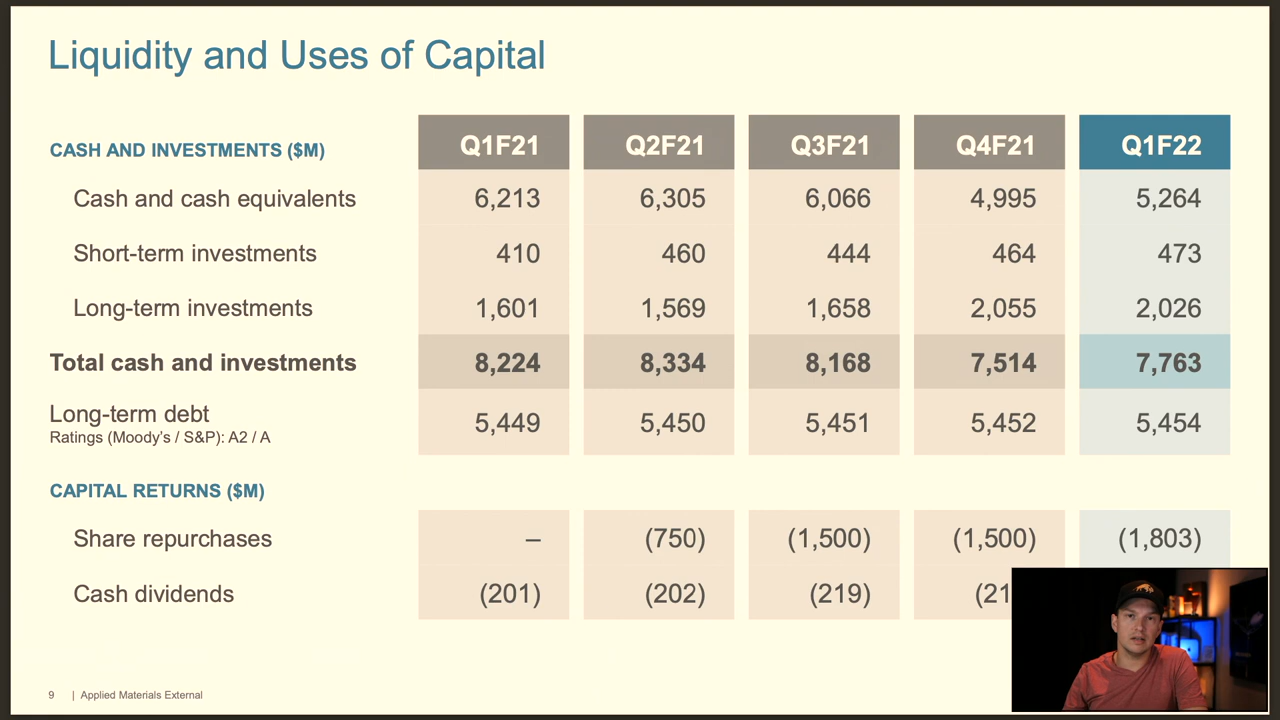 Liquidity and Uses of Capital
CASH AND INVESTMENTS ($M) Q1F21 Q2F21 Q3F21 Q4F21 Q1F22
Cash and cash equivalents 6,213 6,305 6,066 4,995 5,264
Short-term investments 410 460 444 464 473
Long-term investments 1,601 1,569 1,658 2,055 2,026
Total cash and investments 8,224 8,334 8,168 7,514 7,763
Long-term debt 5,449 5,450 5,451 5,452 5,454
Ratings (Moody's / S&P): A2 / A
CAPITAL RETURNS ($M)
Share repurchases – (750) (1,500) (1,500) (1,803)
Cash dividends (201) (202) (219)
9 | Applied Materials External